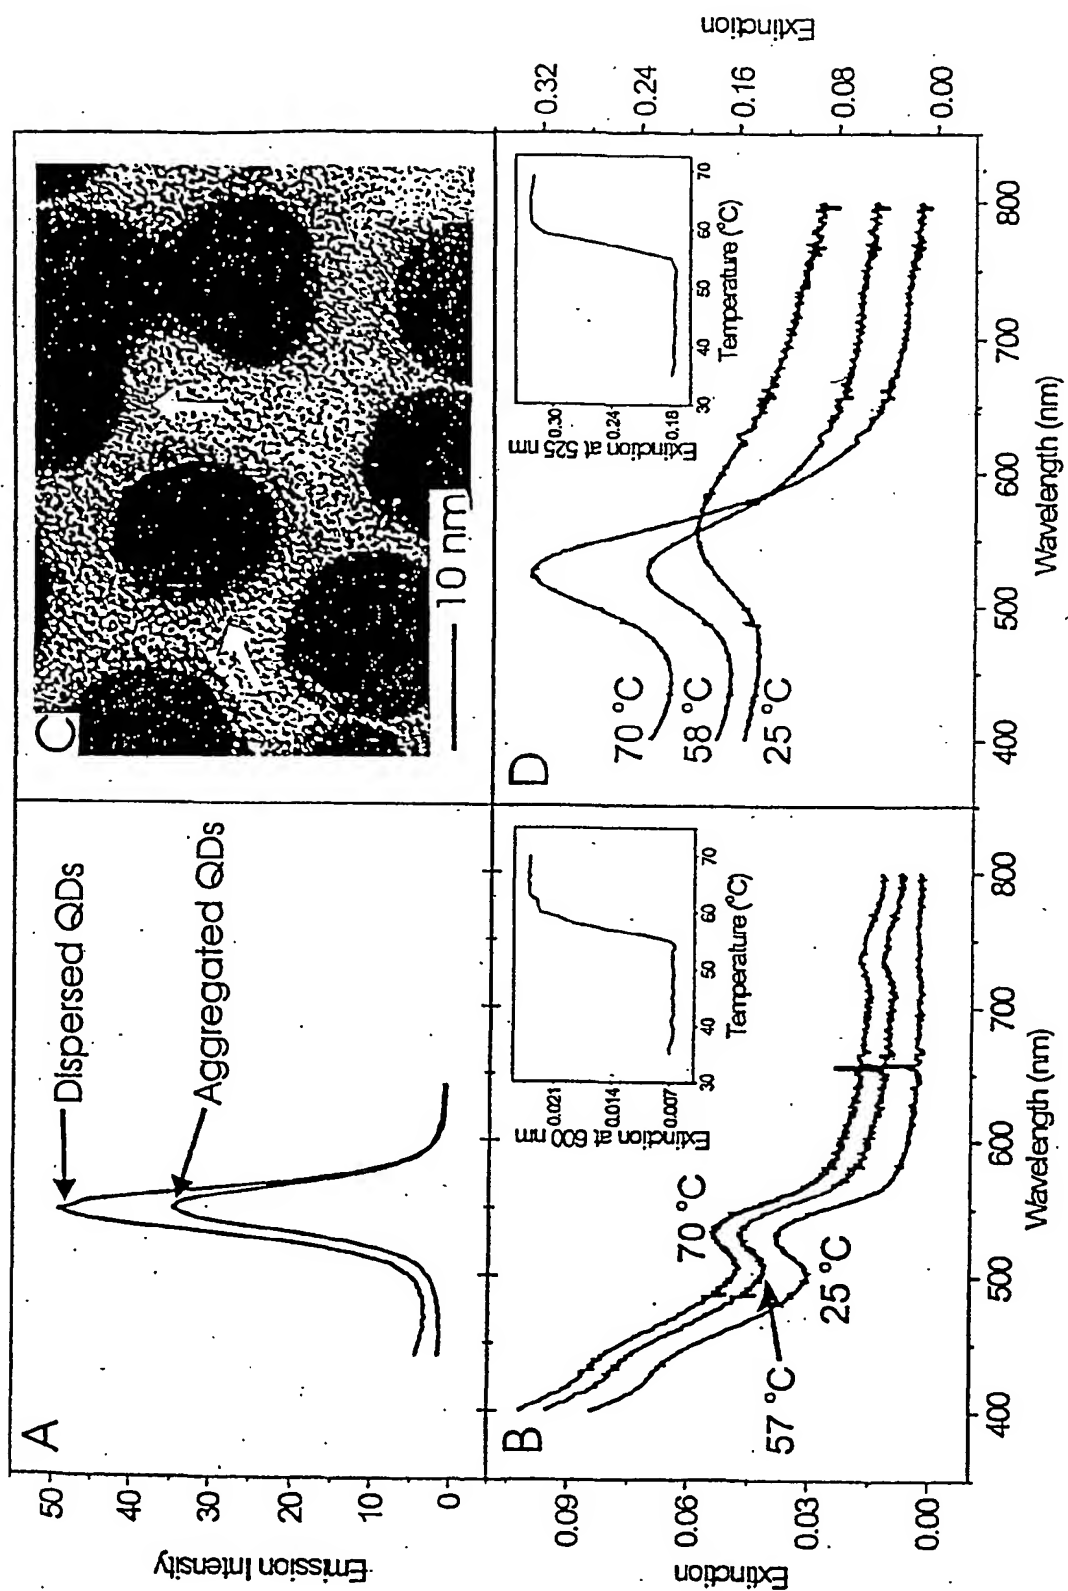 A
Dispersed QDs
Aggregated QDs
50
40
30
20
10
0
Emission Intensity
C
10 nm
B
70 °C
57 °C
25 °C
0.09
0.06
0.03
0.00
Extinction
400
500
600
700
800
Wavelength (nm)
0.021
0.014
0.007
Extinction at 600 nm
30
40
50
60
70
Temperature (°C)
D
70 °C
58 °C
25 °C
0.32
0.24
0.16
0.08
0.00
Extinction
400
500
600
700
800
Wavelength (nm)
0.30
0.24
0.18
Extinction at 525 nm
30
40
50
60
70
Temperature (°C)